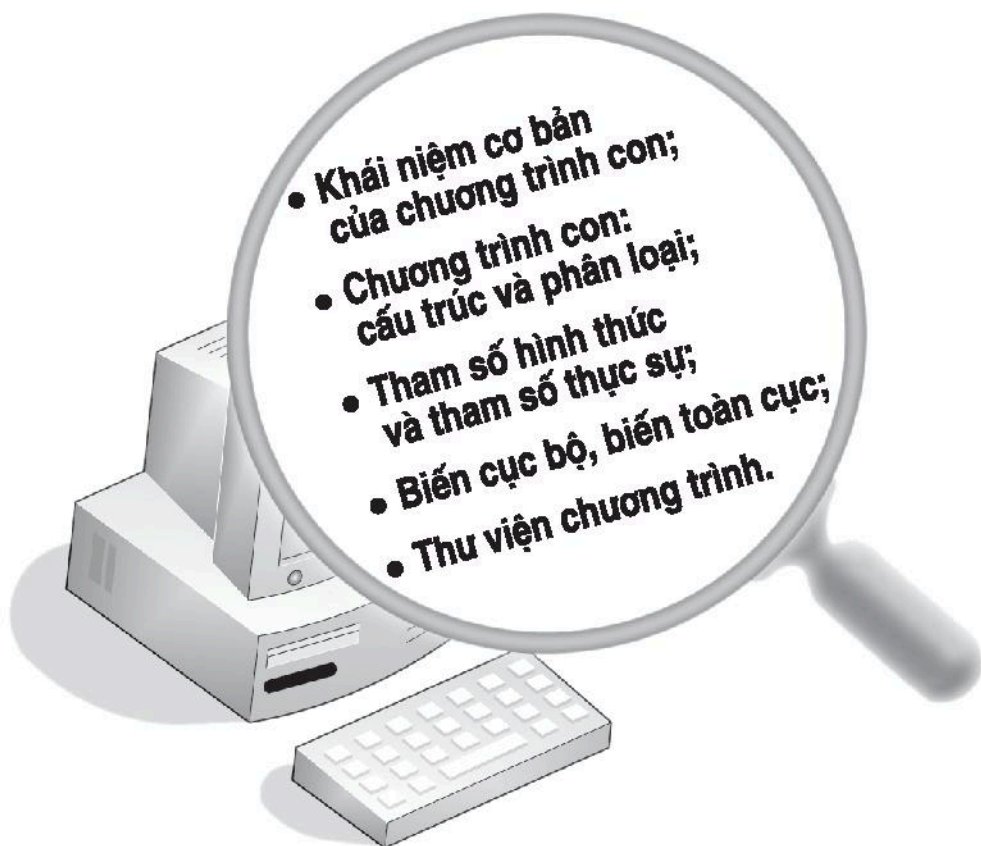 • Khái niệm cơ bản
của chương trình con;
• Chương trình con:
cấu trúc và phân loại;
• Tham số hình thức
và tham số thực sự;
• Biến cục bộ, biến toàn cục;
• Thư viện chương trình.